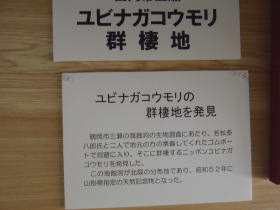 ユビナガコウモリ
群棲地
ユビナガコウモリの
群棲地を発見
鶴岡市三瀬の海蝕洞の生物調査にあたり、若松多
八郎氏と二人で地元の方の準備してくれたゴムボー
トで洞窟に入り、そこに群棲するニッポンユビナガ
コウモリを発見した。
この海蝕洞が北限の分布地であり、昭和52年に
山形県指定の天然記念物となった。